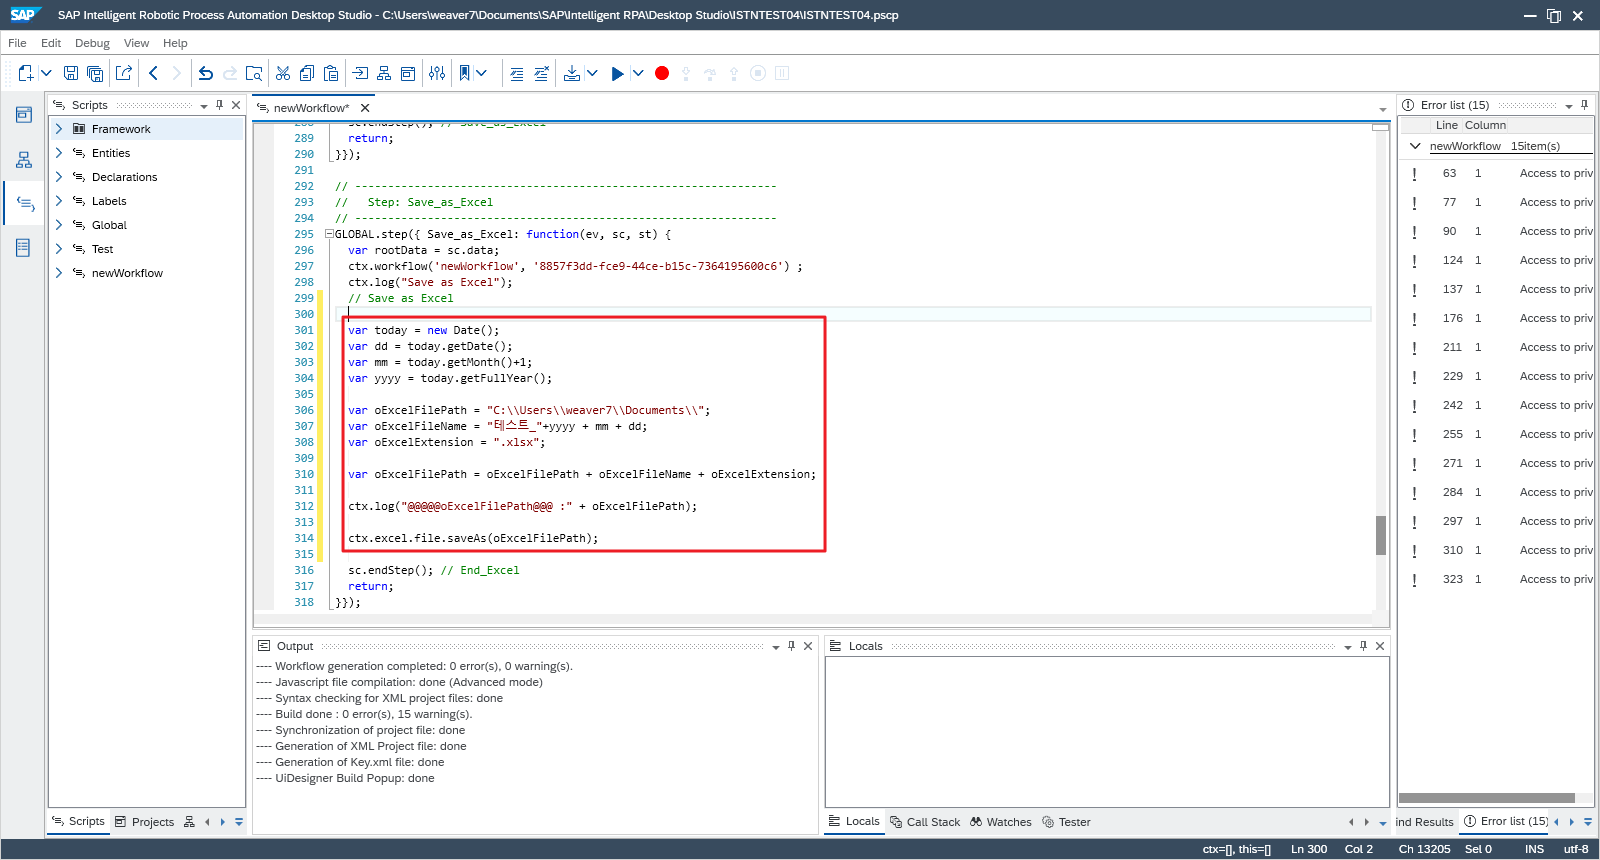 SAP SAP Intelligent Robotic Process Automation Desktop Studio - C:\Users\weaver7\Documents\SAP\Intelligent RPA\Desktop Studio\ISTNTEST04\ISTNTEST04.pscp
File Edit Debug View Help
Scripts
Framework
Entities
Declarations
Labels
Global
Test
newWorkflow
Scripts Projects
newWorkflow*
288 sc.endStep(); // Save_as_Excel
289 return;
290 }});
291
292 // ----------------------------------------------------------------
293 // Step: Save_as_Excel
294 // ----------------------------------------------------------------
295 GLOBAL.step({ Save_as_Excel: function(ev, sc, st) {
296 var rootData = sc.data;
297 ctx.workflow('newWorkflow', '8857f3dd-fce9-44ce-b15c-7364195600c6') ;
298 ctx.log("Save as Excel");
299 // Save as Excel
300
301 var today = new Date();
302 var dd = today.getDate();
303 var mm = today.getMonth()+1;
304 var yyyy = today.getFullYear();
305
306 var oExcelFilePath = "C:\\Users\\weaver7\\Documents\\";
307 var oExcelFileName = "테스트_"+yyyy + mm + dd;
308 var oExcelExtension = ".xlsx";
309
310 var oExcelFilePath = oExcelFilePath + oExcelFileName + oExcelExtension;
311
312 ctx.log("@@@@@oExcelFilePath@@@ :" + oExcelFilePath);
313
314 ctx.excel.file.saveAs(oExcelFilePath);
315
316 sc.endStep(); // End_Excel
317 return;
318 }});
Output
---- Workflow generation completed: 0 error(s), 0 warning(s).
---- Javascript file compilation: done (Advanced mode)
---- Syntax checking for XML project files: done
---- Build done : 0 error(s), 15 warning(s).
---- Synchronization of project file: done
---- Generation of XML Project file: done
---- Generation of Key.xml file: done
---- UiDesigner Build Popup: done
Locals
Locals Call Stack Watches Tester
Error list (15)
Line Column
newWorkflow 15item(s)
! 63 1 Access to priv
! 77 1 Access to priv
! 90 1 Access to priv
! 124 1 Access to priv
! 137 1 Access to priv
! 176 1 Access to priv
! 211 1 Access to priv
! 229 1 Access to priv
! 242 1 Access to priv
! 255 1 Access to priv
! 271 1 Access to priv
! 284 1 Access to priv
! 297 1 Access to priv
! 310 1 Access to priv
! 323 1 Access to priv
ind Results Error list (15)
ctx=[], this=[] Ln 300 Col 2 Ch 13205 Sel 0 INS utf-8